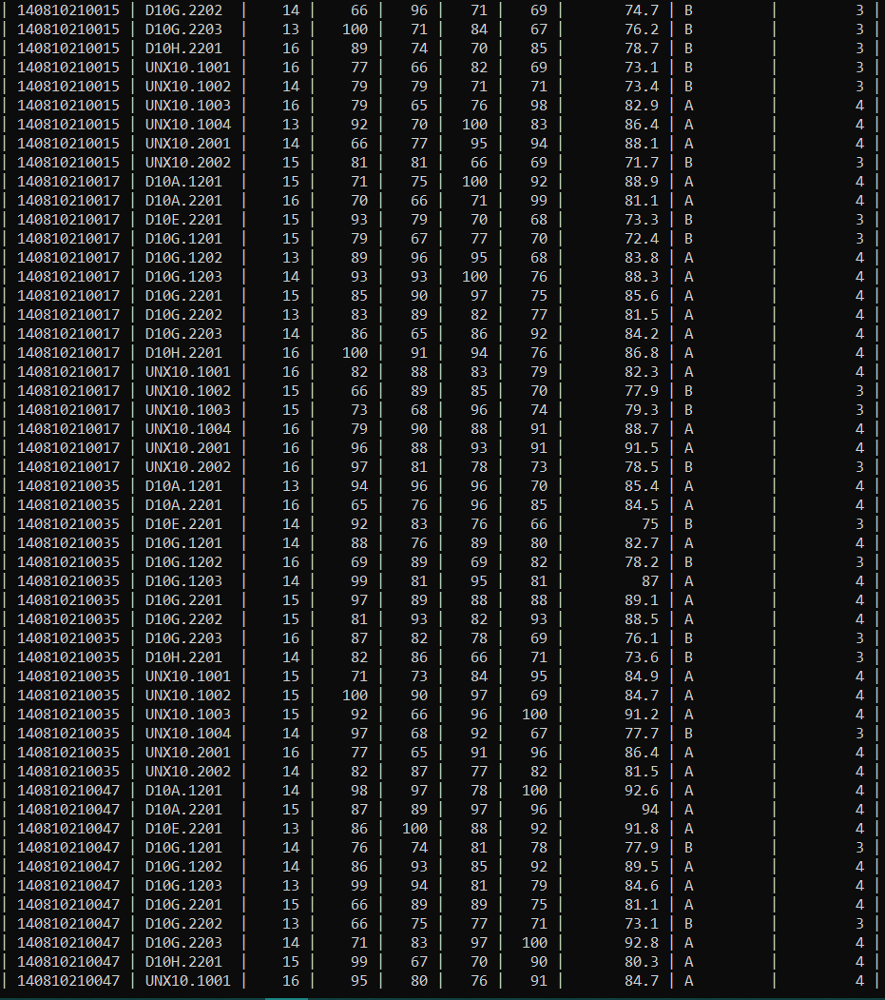 | 140810210015 | D10G.2202  |    14 |    66 |    96 |    71 |    69 |       74.7 | B         |         3 |
| 140810210015 | D10G.2203  |    13 |   100 |    71 |    84 |    67 |       76.2 | B         |         3 |
| 140810210015 | D10H.2201  |    16 |    89 |    74 |    70 |    85 |       78.7 | B         |         3 |
| 140810210015 | UNX10.1001 |    16 |    77 |    66 |    82 |    69 |       73.1 | B         |         3 |
| 140810210015 | UNX10.1002 |    14 |    79 |    79 |    71 |    71 |       73.4 | B         |         3 |
| 140810210015 | UNX10.1003 |    16 |    79 |    65 |    76 |    98 |       82.9 | A         |         4 |
| 140810210015 | UNX10.1004 |    13 |    92 |    70 |   100 |    83 |       86.4 | A         |         4 |
| 140810210015 | UNX10.2001 |    14 |    66 |    77 |    95 |    94 |       88.1 | A         |         4 |
| 140810210015 | UNX10.2002 |    15 |    81 |    81 |    66 |    69 |       71.7 | B         |         3 |
| 140810210017 | D10A.1201  |    15 |    71 |    75 |   100 |    92 |       88.9 | A         |         4 |
| 140810210017 | D10A.2201  |    16 |    70 |    66 |    71 |    99 |       81.1 | A         |         4 |
| 140810210017 | D10E.2201  |    15 |    93 |    79 |    70 |    68 |       73.3 | B         |         3 |
| 140810210017 | D10G.1201  |    15 |    79 |    67 |    77 |    70 |       72.4 | B         |         3 |
| 140810210017 | D10G.1202  |    13 |    89 |    96 |    95 |    68 |       83.8 | A         |         4 |
| 140810210017 | D10G.1203  |    14 |    93 |    93 |   100 |    76 |       88.3 | A         |         4 |
| 140810210017 | D10G.2201  |    15 |    85 |    90 |    97 |    75 |       85.6 | A         |         4 |
| 140810210017 | D10G.2202  |    13 |    83 |    89 |    82 |    77 |       81.5 | A         |         4 |
| 140810210017 | D10G.2203  |    14 |    86 |    65 |    86 |    92 |       84.2 | A         |         4 |
| 140810210017 | D10H.2201  |    16 |   100 |    91 |    94 |    76 |       86.8 | A         |         4 |
| 140810210017 | UNX10.1001 |    16 |    82 |    88 |    83 |    79 |       82.3 | A         |         4 |
| 140810210017 | UNX10.1002 |    15 |    66 |    89 |    85 |    70 |       77.9 | B         |         3 |
| 140810210017 | UNX10.1003 |    15 |    73 |    68 |    96 |    74 |       79.3 | B         |         3 |
| 140810210017 | UNX10.1004 |    16 |    79 |    90 |    88 |    91 |       88.7 | A         |         4 |
| 140810210017 | UNX10.2001 |    16 |    96 |    88 |    93 |    91 |       91.5 | A         |         4 |
| 140810210017 | UNX10.2002 |    16 |    97 |    81 |    78 |    73 |       78.5 | B         |         3 |
| 140810210035 | D10A.1201  |    13 |    94 |    96 |    96 |    70 |       85.4 | A         |         4 |
| 140810210035 | D10A.2201  |    16 |    65 |    76 |    96 |    85 |       84.5 | A         |         4 |
| 140810210035 | D10E.2201  |    14 |    92 |    83 |    76 |    66 |         75 | B         |         3 |
| 140810210035 | D10G.1201  |    14 |    88 |    76 |    89 |    80 |       82.7 | A         |         4 |
| 140810210035 | D10G.1202  |    16 |    69 |    89 |    69 |    82 |       78.2 | B         |         3 |
| 140810210035 | D10G.1203  |    14 |    99 |    81 |    95 |    81 |         87 | A         |         4 |
| 140810210035 | D10G.2201  |    15 |    97 |    89 |    88 |    88 |       89.1 | A         |         4 |
| 140810210035 | D10G.2202  |    15 |    81 |    93 |    82 |    93 |       88.5 | A         |         4 |
| 140810210035 | D10G.2203  |    16 |    87 |    82 |    78 |    69 |       76.1 | B         |         3 |
| 140810210035 | D10H.2201  |    14 |    82 |    86 |    66 |    71 |       73.6 | B         |         3 |
| 140810210035 | UNX10.1001 |    15 |    71 |    73 |    84 |    95 |       84.9 | A         |         4 |
| 140810210035 | UNX10.1002 |    15 |   100 |    90 |    97 |    69 |       84.7 | A         |         4 |
| 140810210035 | UNX10.1003 |    15 |    92 |    66 |    96 |   100 |       91.2 | A         |         4 |
| 140810210035 | UNX10.1004 |    14 |    97 |    68 |    92 |    67 |       77.7 | B         |         3 |
| 140810210035 | UNX10.2001 |    16 |    77 |    65 |    91 |    96 |       86.4 | A         |         4 |
| 140810210035 | UNX10.2002 |    14 |    82 |    87 |    77 |    82 |       81.5 | A         |         4 |
| 140810210047 | D10A.1201  |    14 |    98 |    97 |    78 |   100 |       92.6 | A         |         4 |
| 140810210047 | D10A.2201  |    15 |    87 |    89 |    97 |    96 |         94 | A         |         4 |
| 140810210047 | D10E.2201  |    13 |    86 |   100 |    88 |    92 |       91.8 | A         |         4 |
| 140810210047 | D10G.1201  |    14 |    76 |    74 |    81 |    78 |       77.9 | B         |         3 |
| 140810210047 | D10G.1202  |    14 |    86 |    93 |    85 |    92 |       89.5 | A         |         4 |
| 140810210047 | D10G.1203  |    13 |    99 |    94 |    81 |    79 |       84.6 | A         |         4 |
| 140810210047 | D10G.2201  |    15 |    66 |    89 |    89 |    75 |       81.1 | A         |         4 |
| 140810210047 | D10G.2202  |    13 |    66 |    75 |    77 |    71 |       73.1 | B         |         3 |
| 140810210047 | D10G.2203  |    14 |    71 |    83 |    97 |   100 |       92.8 | A         |         4 |
| 140810210047 | D10H.2201  |    15 |    99 |    67 |    70 |    90 |       80.3 | A         |         4 |
| 140810210047 | UNX10.1001 |    16 |    95 |    80 |    76 |    91 |       84.7 | A         |         4 |